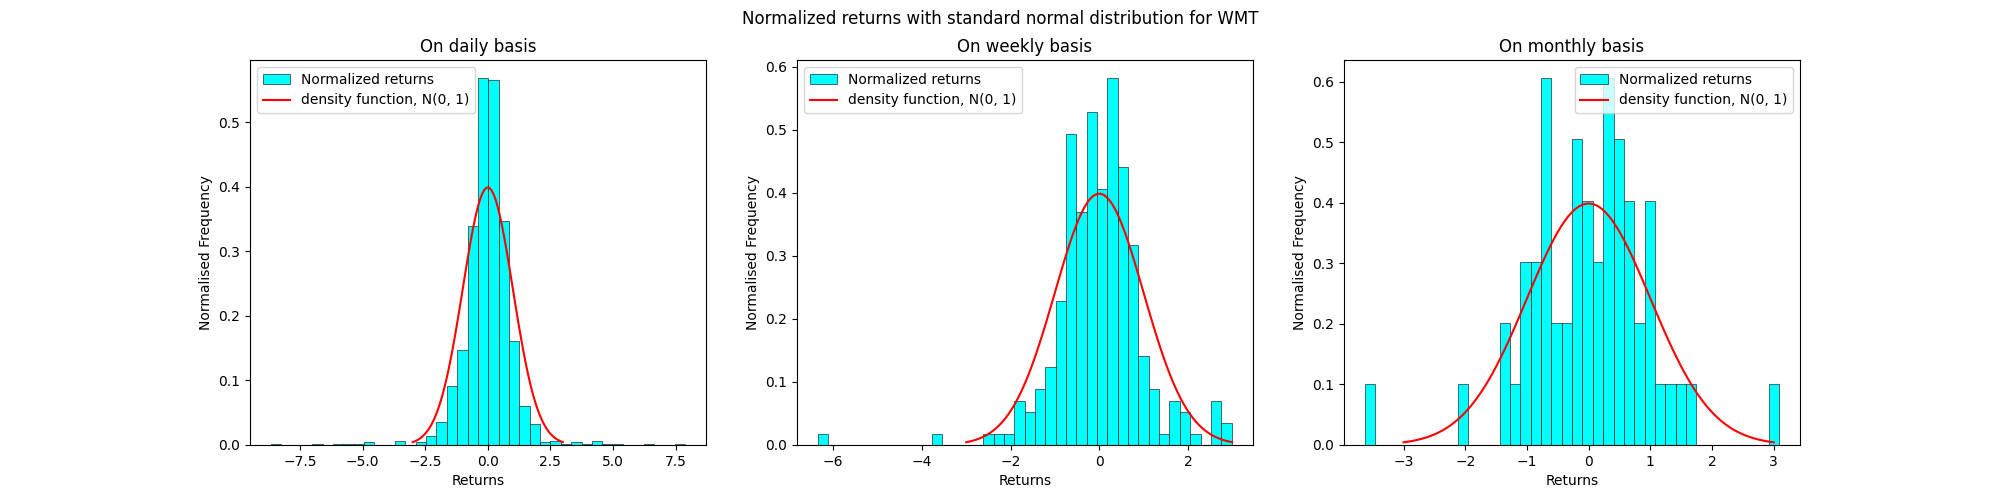 Normalized returns with standard normal distribution for WMT
On daily basis
Normalized returns
density function, N(0, 1)
Normalised Frequency
0.5
0.4
0.3
0.2
0.1
0.0
−7.5 −5.0 −2.5 0.0 2.5 5.0 7.5
Returns
On weekly basis
Normalized returns
density function, N(0, 1)
Normalised Frequency
0.6
0.5
0.4
0.3
0.2
0.1
0.0
−6 −4 −2 0 2
Returns
On monthly basis
Normalized returns
density function, N(0, 1)
Normalised Frequency
0.6
0.5
0.4
0.3
0.2
0.1
0.0
−3 −2 −1 0 1 2 3
Returns